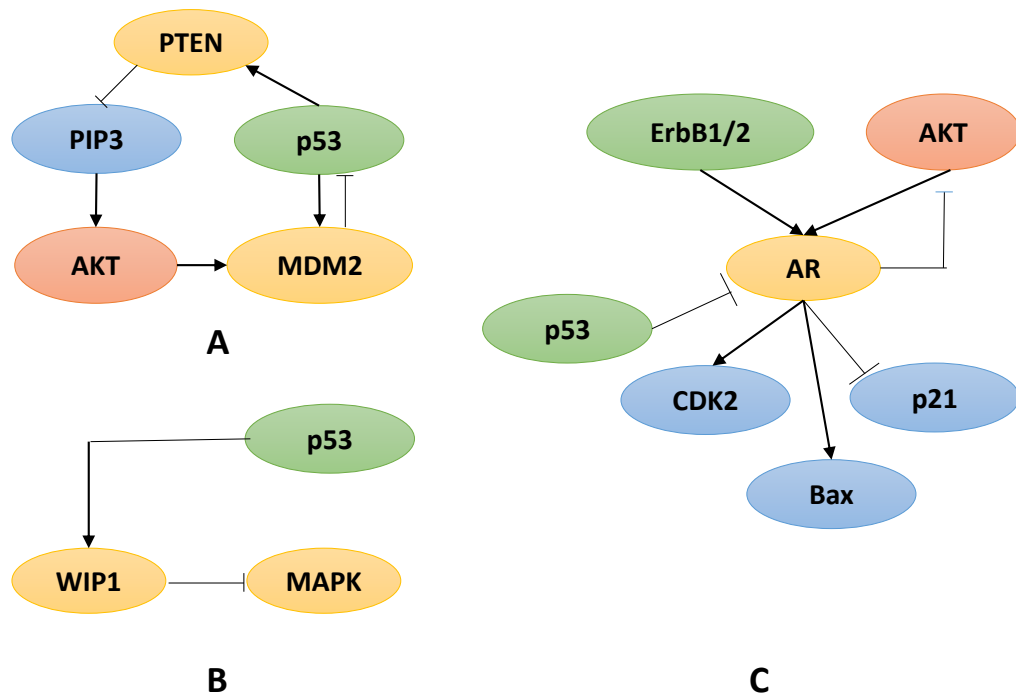 PTEN
PIP3
p53
AKT
MDM2
A
p53
WIP1
MAPK
B
ErbB1/2
AKT
AR
p53
CDK2
p21
Bax
C